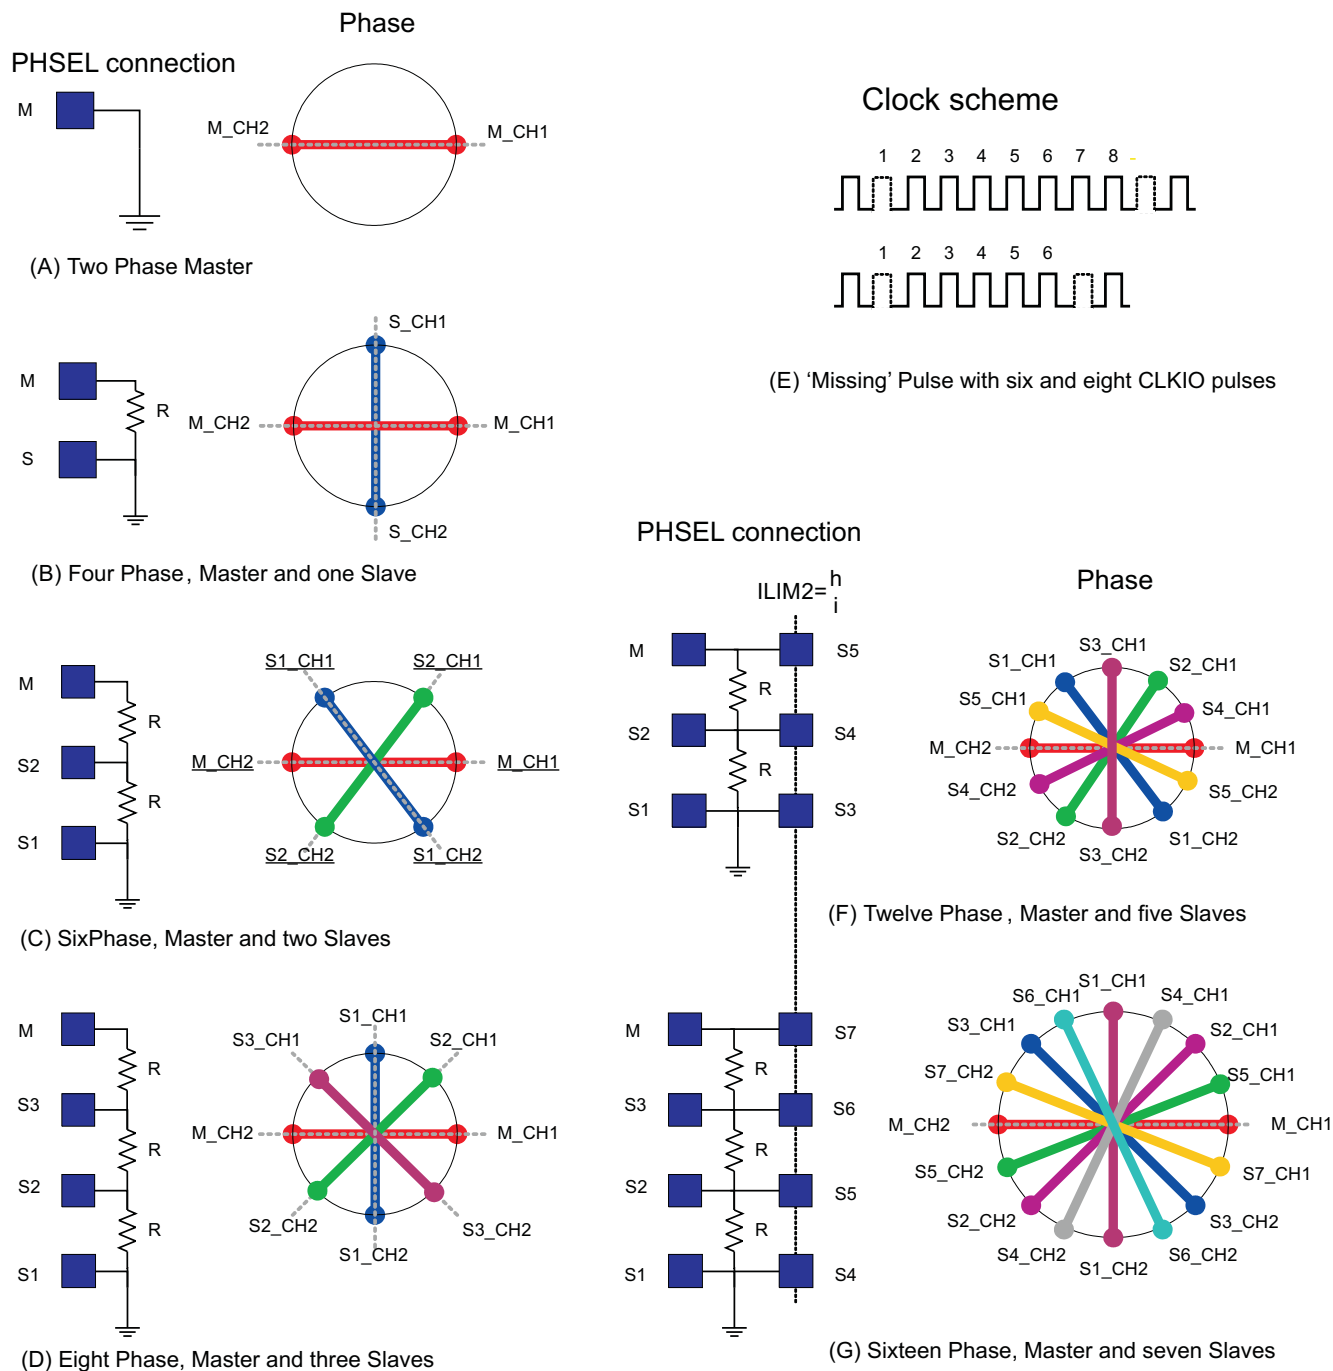 Phase
PHSEL connection
M
M_CH2
M_CH1
(A) Two Phase Master
Clock scheme
1 2 3 4 5 6 7 8 -
1 2 3 4 5 6
(E) ‘Missing’ Pulse with six and eight CLKIO pulses
S_CH1
M
R
M_CH2
M_CH1
S
S_CH2
(B) Four Phase, Master and one Slave
S1_CH1
S2_CH1
M
R
S2
M_CH2
M_CH1
R
S1
S2_CH2
S1_CH2
(C) SixPhase, Master and two Slaves
S1_CH1
M
S3_CH1
S2_CH1
R
S3
M_CH2
M_CH1
R
S2
S2_CH2
S3_CH2
R
S1_CH2
S1
(D) Eight Phase, Master and three Slaves
PHSEL connection
ILIM2= h
i
Phase
M
S5
R
S2
S4
R
S1
S3
S3_CH1
S1_CH1
S2_CH1
S5_CH1
S4_CH1
M_CH2
M_CH1
S4_CH2
S5_CH2
S2_CH2
S1_CH2
S3_CH2
(F) Twelve Phase, Master and five Slaves
M
S7
R
S3
S6
R
S2
S5
R
S1
S4
S1_CH1
S6_CH1
S4_CH1
S3_CH1
S2_CH1
S7_CH2
S5_CH1
M_CH2
M_CH1
S5_CH2
S7_CH1
S2_CH2
S3_CH2
S4_CH2
S6_CH2
S1_CH2
(G) Sixteen Phase, Master and seven Slaves